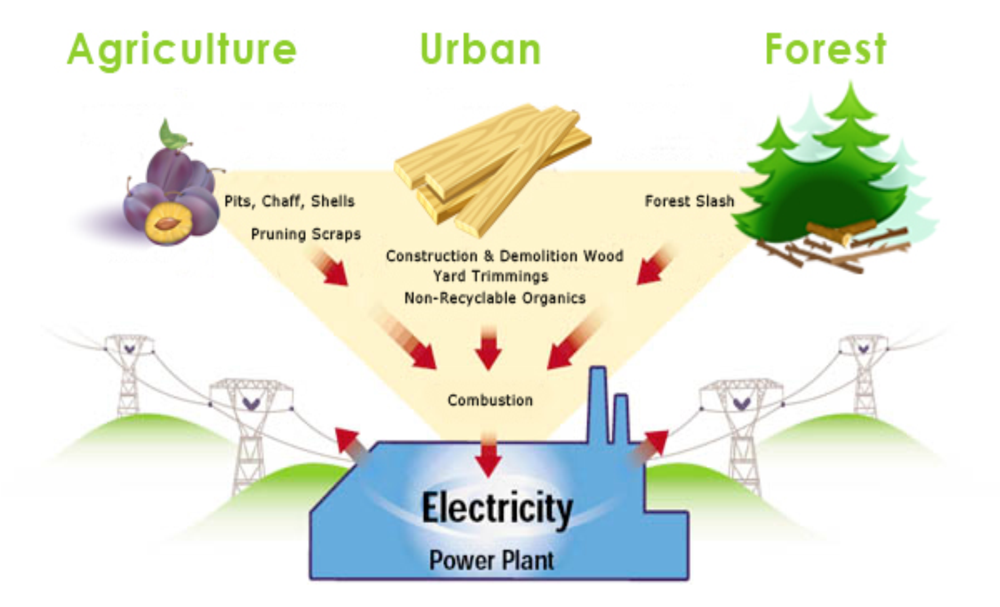 Agriculture
Urban
Forest
Pits, Chaff, Shells
Pruning Scraps
Forest Slash
Construction & Demolition Wood
Yard Trimmings
Non-Recyclable Organics
Combustion
Electricity
Power Plant